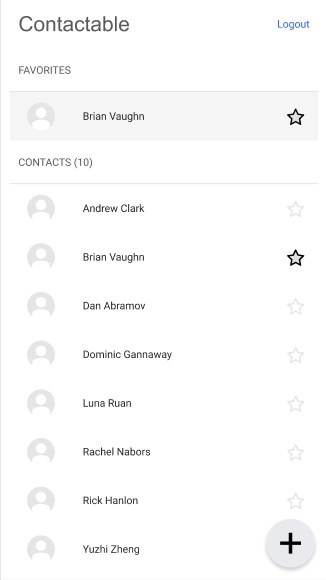 Contactable
Logout
FAVORITES
Brian Vaughn
CONTACTS (10)
Andrew Clark
Brian Vaughn
Dan Abramov
Dominic Gannaway
Luna Ruan
Rachel Nabors
Rick Hanlon
Yuzhi Zheng